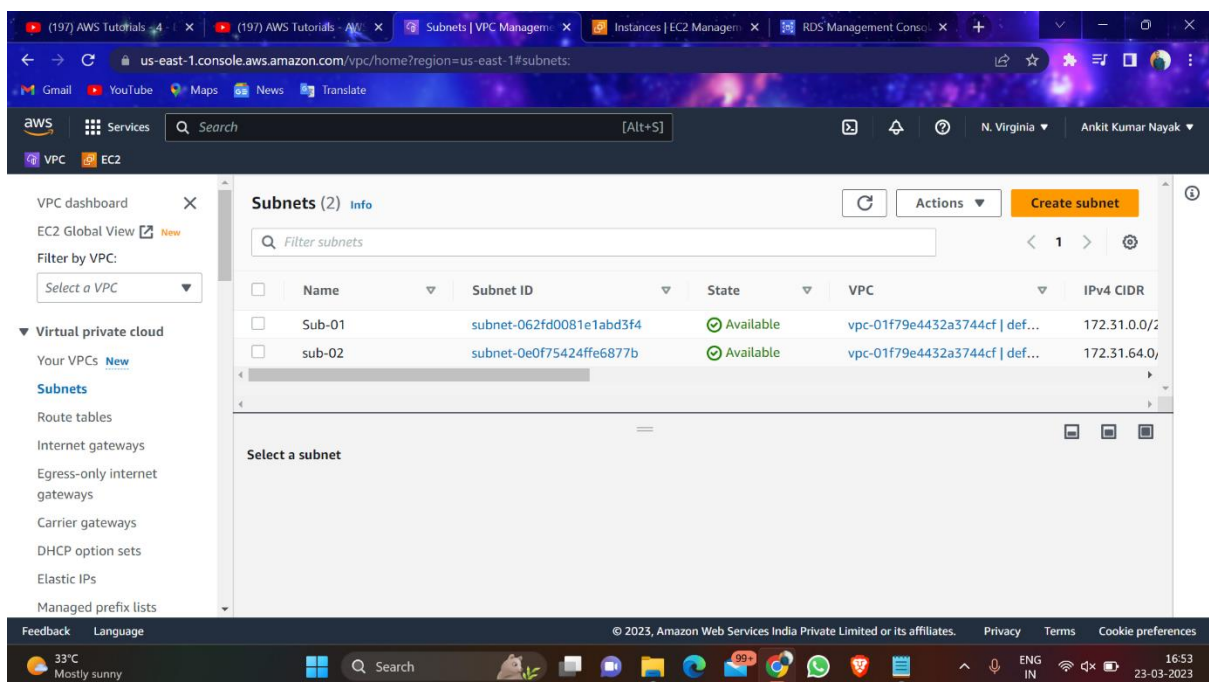 (197) AWS Tutorials - 4 - (197) AWS Tutorials - AW Subnets | VPC Manageme Instances | EC2 Managem RDS Management Consol
us-east-1.console.aws.amazon.com/vpc/home?region=us-east-1#subnets:
Gmail YouTube Maps News Translate
aws Services Search [Alt+S] N. Virginia Ankit Kumar Nayak
VPC EC2
VPC dashboard
EC2 Global View New
Filter by VPC:
Select a VPC
Virtual private cloud
Your VPCs New
Subnets
Route tables
Internet gateways
Egress-only internet
gateways
Carrier gateways
DHCP option sets
Elastic IPs
Managed prefix lists
Subnets (2) Info Actions Create subnet
Filter subnets 1
Name Subnet ID State VPC IPv4 CIDR
Sub-01 subnet-062fd0081e1abd3f4 Available vpc-01f79e4432a3744cf | def... 172.31.0.0/2
sub-02 subnet-0e0f75424ffe6877b Available vpc-01f79e4432a3744cf | def... 172.31.64.0/
Select a subnet
Feedback Language © 2023, Amazon Web Services India Private Limited or its affiliates. Privacy Terms Cookie preferences
33°C
Mostly sunny
Search
99+
ENG
IN
16:53
23-03-2023